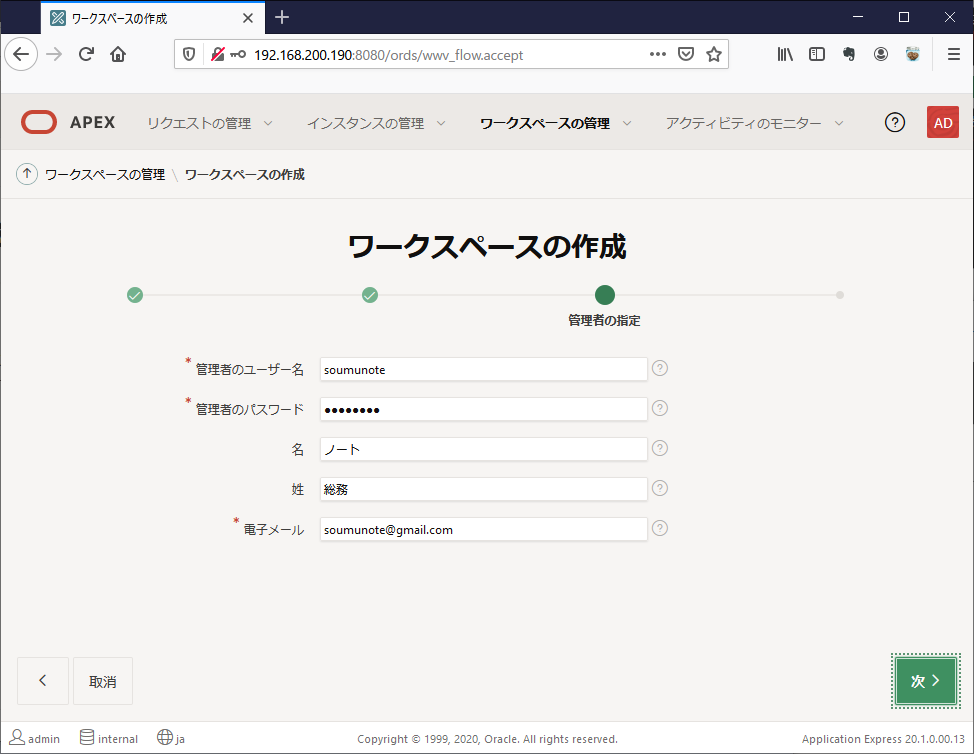 ワークスペースの作成
192.168.200.190:8080/ords/wwv_flow.accept
APEX リクエストの管理 インスタンスの管理 ワークスペースの管理 アクティビティのモニター ? AD
ワークスペースの管理 \ ワークスペースの作成
ワークスペースの作成
管理者の指定
* 管理者のユーザー名 soumunote ?
* 管理者のパスワード ●●●●●●●● ?
名 ノート ?
姓 総務 ?
* 電子メール soumunote@gmail.com ?
取消 次
admin internal ja Copyright © 1999, 2020, Oracle. All rights reserved. Application Express 20.1.0.00.13